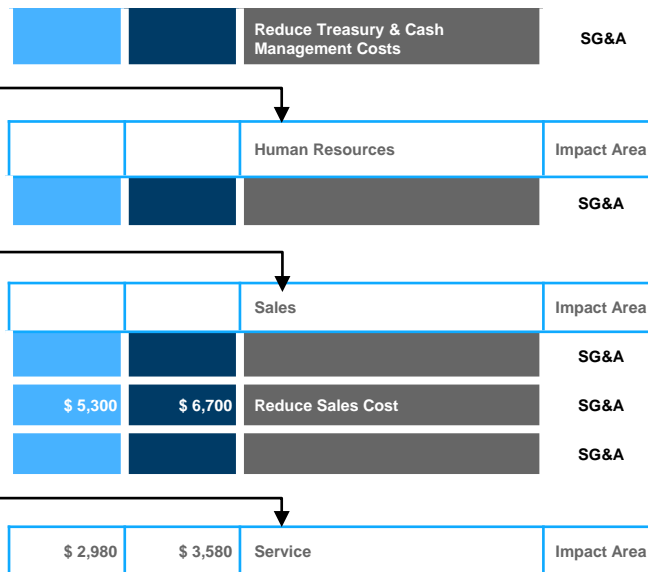 Reduce Treasury & Cash
Management Costs
SG&A
Human Resources
Impact Area
SG&A
Sales
Impact Area
SG&A
$ 5,300 $ 6,700 Reduce Sales Cost SG&A
SG&A
$ 2,980 $ 3,580 Service Impact Area